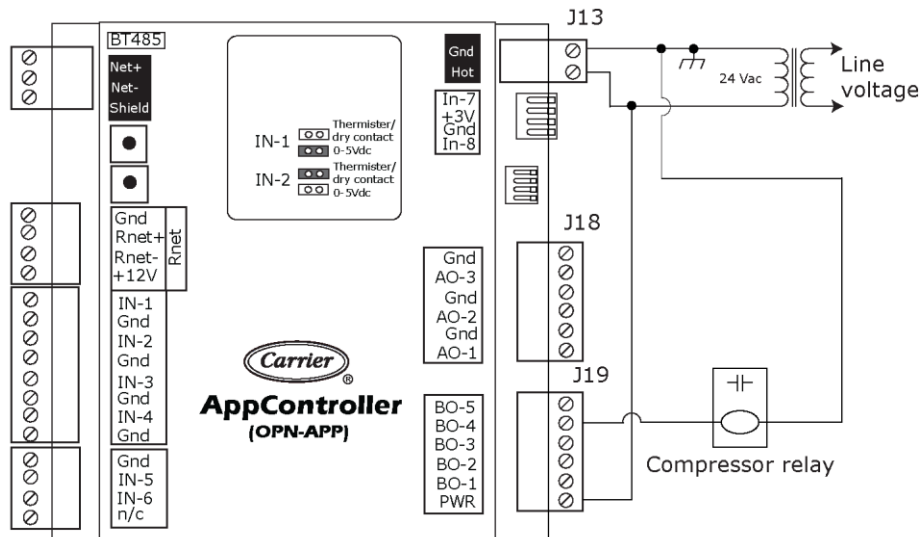 BT485
Net+
Net-
Shield
Gnd
Rnet+
Rnet-
+12V
Rnet
IN-1
Gnd
IN-2
Gnd
IN-3
Gnd
IN-4
Gnd
Gnd
IN-5
IN-6
n/c
IN-1
Thermister/
dry contact
0-5Vdc
IN-2
Thermister/
dry contact
0-5Vdc
Carrier
®
AppController
(OPN-APP)
Gnd
Hot
In-7
+3V
Gnd
In-8
Gnd
AO-3
Gnd
AO-2
Gnd
AO-1
BO-5
BO-4
BO-3
BO-2
BO-1
PWR
J13
J18
J19
24 Vac
Line
voltage
Compressor relay